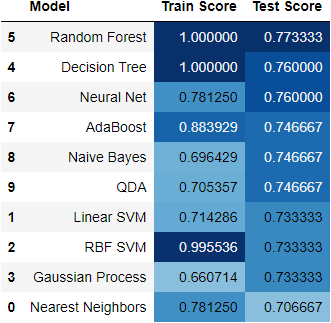 Model Train Score Test Score
5 Random Forest 1.000000 0.773333
4 Decision Tree 1.000000 0.760000
6 Neural Net 0.781250 0.760000
7 AdaBoost 0.883929 0.746667
8 Naive Bayes 0.696429 0.746667
9 QDA 0.705357 0.746667
1 Linear SVM 0.714286 0.733333
2 RBF SVM 0.995536 0.733333
3 Gaussian Process 0.660714 0.733333
0 Nearest Neighbors 0.781250 0.706667